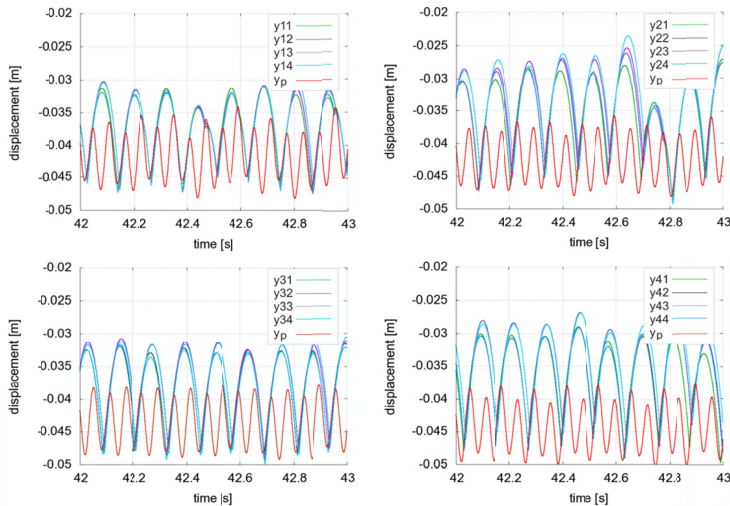 -0.02
-0.025
-0.03
-0.035
-0.04
-0.045
-0.05
displacement [m]
y11
y12
y13
y14
yp
42
42.2
42.4
42.6
42.8
43
time [s]
-0.02
-0.025
-0.03
-0.035
-0.04
-0.045
-0.05
displacement [m]
y21
y22
y23
y24
yp
42
42.2
42.4
42.6
42.8
43
time [s]
-0.02
-0.025
-0.03
-0.035
-0.04
-0.045
-0.05
displacement [m]
y31
y32
y33
y34
yp
42
42.2
42.4
42.6
42.8
43
time [s]
-0.02
-0.025
-0.03
-0.035
-0.04
-0.045
-0.05
displacement [m]
y41
y42
y43
y44
yp
42
42.2
42.4
42.6
42.8
43
time [s]